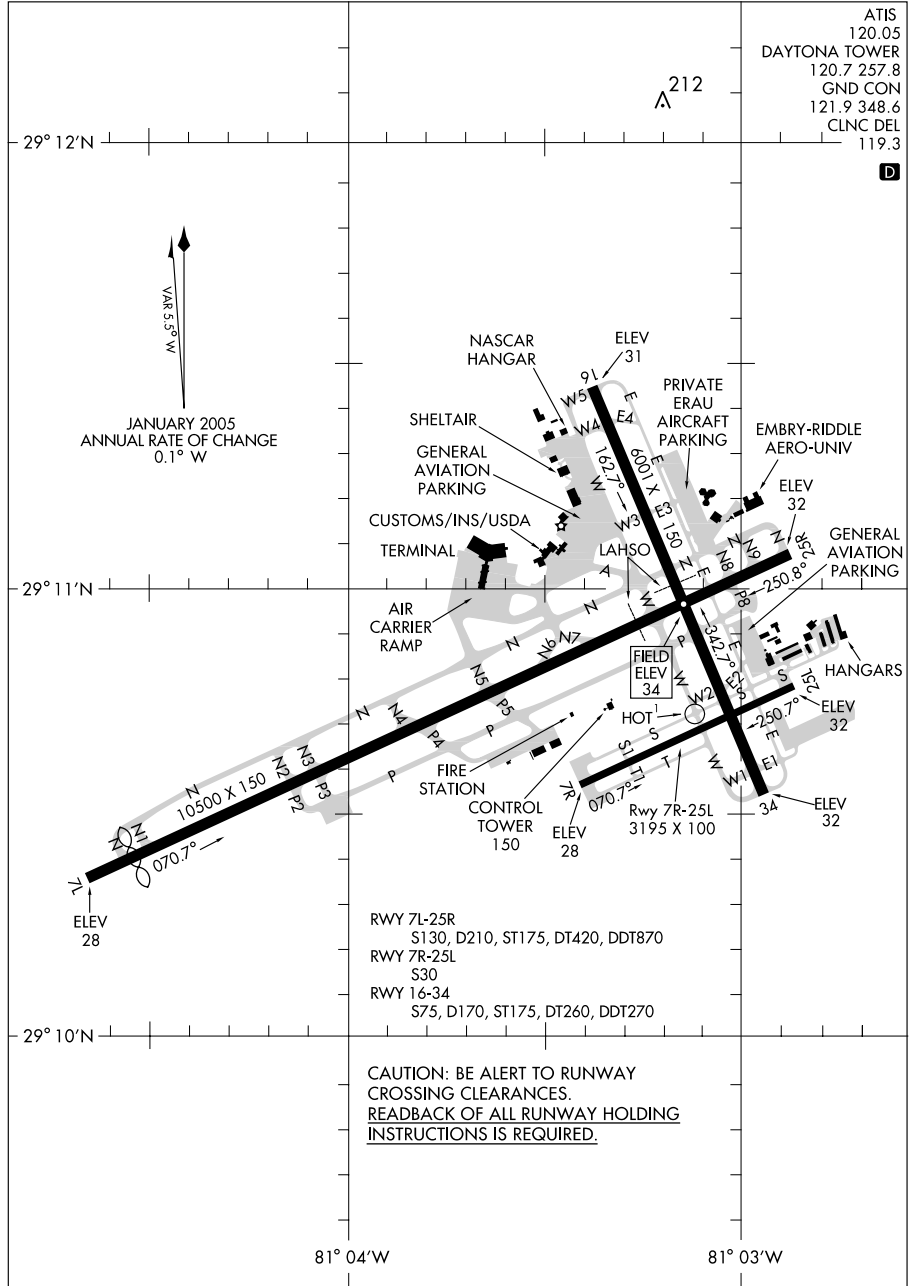 ATIS
120.05
DAYTONA TOWER
120.7 257.8
GND CON
121.9 348.6
CLNC DEL
119.3
D
212
29° 12'N
VAR 5.5° W
JANUARY 2005
ANNUAL RATE OF CHANGE
0.1° W
NASCAR
HANGAR
ELEV
31
16
SHELTAIR
PRIVATE
ERAU
AIRCRAFT
PARKING
GENERAL
AVIATION
PARKING
EMBRY-RIDDLE
AERO-UNIV
W5
E
W4
E4
162.7°
6001 X 150
E
W
W3
E3
ELEV
32
CUSTOMS/INS/USDA
TERMINAL
LAHSO
GENERAL
AVIATION
PARKING
29° 11'N
A
N
E
N8
N
N9
N
25R
250.8°
P8
W
AIR
CARRIER
RAMP
N
N
N6
N7
FIELD
ELEV
34
P
342.7°
E
HANGARS
N5
P5
W
W2
E2
S
S
25L
HOT 1
250.7°
ELEV
32
N
N4
P4
P
S
E
FIRE
STATION
S1
T1
T
W
W1
E1
N2
N3
P
P2
P3
CONTROL
TOWER
150
7R
070.7°
Rwy 7R-25L
3195 X 100
34
ELEV
32
ELEV
28
N
10500 X 150
N
N1
070.7°
7L
ELEV
28
RWY 7L-25R
S130, D210, ST175, DT420, DDT870
RWY 7R-25L
S30
RWY 16-34
S75, D170, ST175, DT260, DDT270
29° 10'N
CAUTION: BE ALERT TO RUNWAY
CROSSING CLEARANCES.
READBACK OF ALL RUNWAY HOLDING
INSTRUCTIONS IS REQUIRED.
81° 04'W
81° 03'W